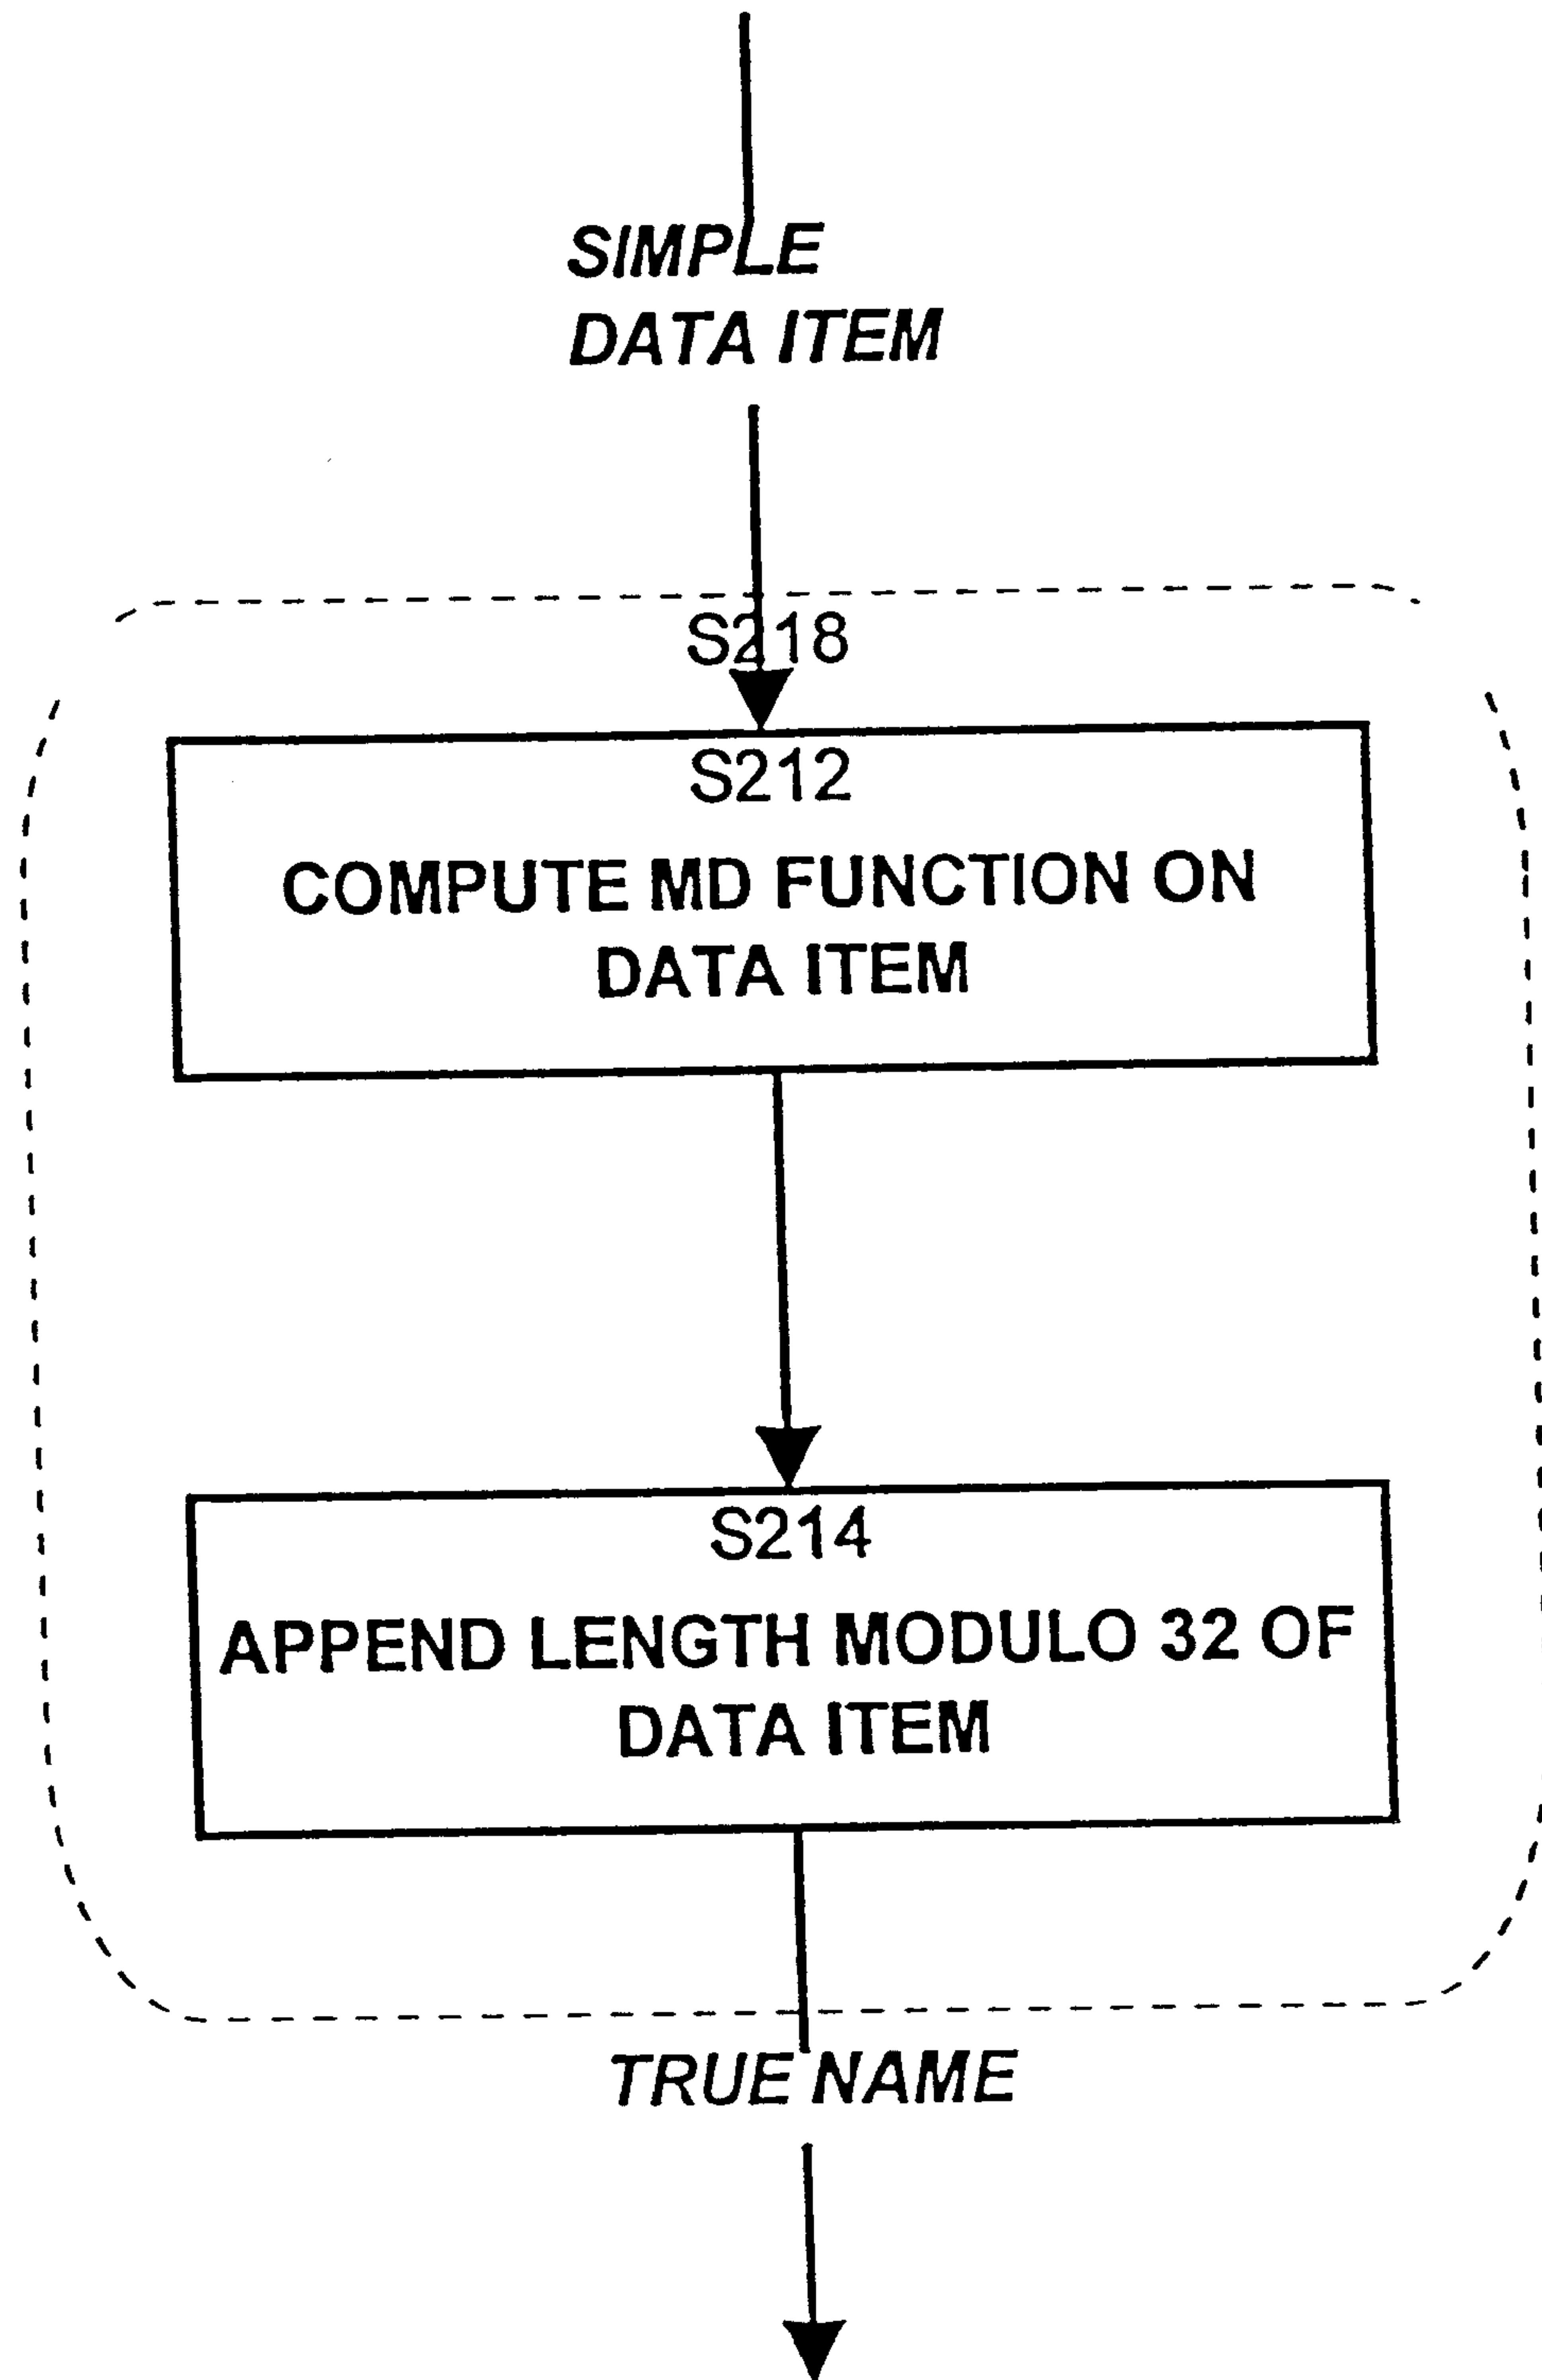 SIMPLE
DATA ITEM
S218
S212
COMPUTE MD FUNCTION ON
DATA ITEM
S214
APPEND LENGTH MODULO 32 OF
DATA ITEM
TRUE NAME